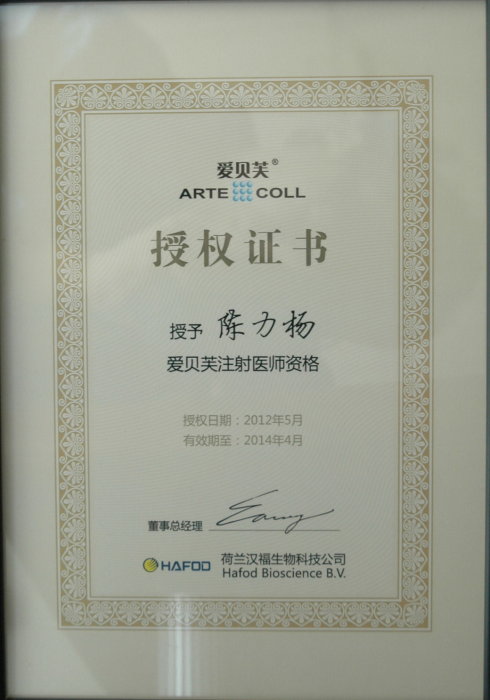 爱贝芙®
ARTE COLL
授权证书
授予 陈力杨
爱贝芙注射医师资格
授权日期：2012年5月
有效期至：2014年4月
董事总经理
HAFOD 荷兰汉福生物科技公司
Hafod Bioscience B.V.